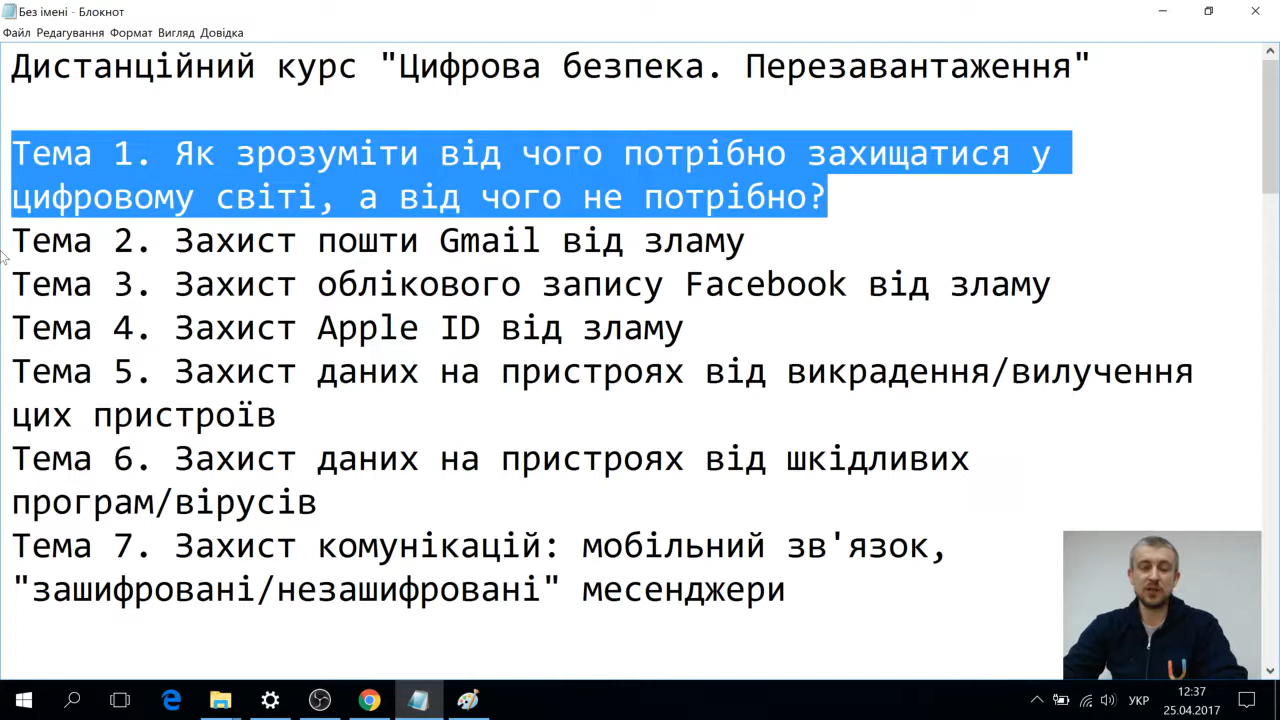 Без імені - Блокнот
Файл Редагування Формат Вигляд Довідка
Дистанційний курс "Цифрова безпека. Перезавантаження"
Тема 1. Як зрозуміти від чого потрібно захищатися у
цифровому світі, а від чого не потрібно?
Тема 2. Захист пошти Gmail від зламу
Тема 3. Захист облікового запису Facebook від зламу
Тема 4. Захист Apple ID від зламу
Тема 5. Захист даних на пристроях від викрадення/вилучення
цих пристроїв
Тема 6. Захист даних на пристроях від шкідливих
програм/вірусів
Тема 7. Захист комунікацій: мобільний зв'язок,
"зашифровані/незашифровані" месенджери
УКР
12:37
25.04.2017